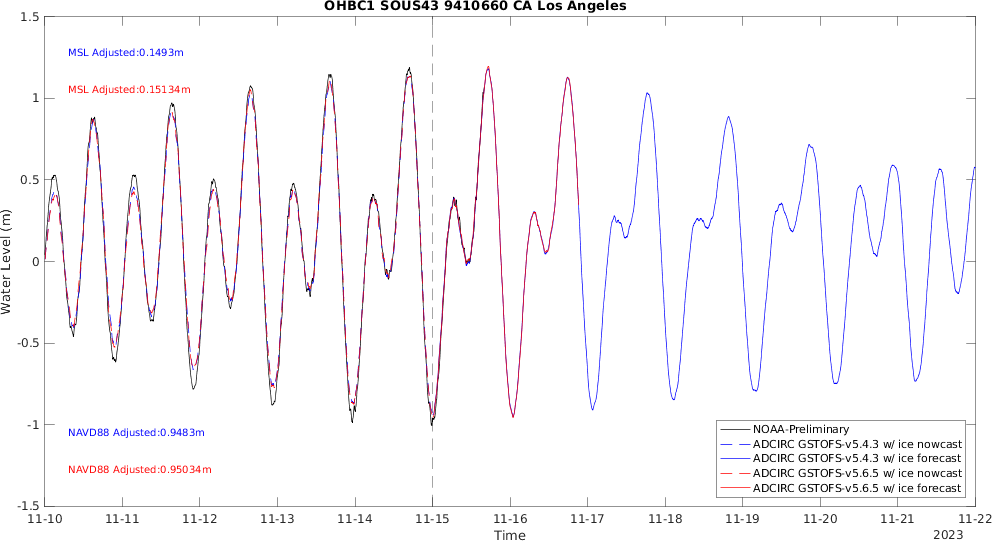 OHBC1 SOUS43 9410660 CA Los Angeles
1.5
1
0.5
0
-0.5
-1
-1.5
Water Level (m)
MSL Adjusted:0.1493m
MSL Adjusted:0.15134m
NAVD88 Adjusted:0.9483m
NAVD88 Adjusted:0.95034m
NOAA-Preliminary
ADCIRC GSTOFS-v5.4.3 w/ ice nowcast
ADCIRC GSTOFS-v5.4.3 w/ ice forecast
ADCIRC GSTOFS-v5.6.5 w/ ice nowcast
ADCIRC GSTOFS-v5.6.5 w/ ice forecast
11-10 11-11 11-12 11-13 11-14 11-15 11-16 11-17 11-18 11-19 11-20 11-21 11-22
Time
2023